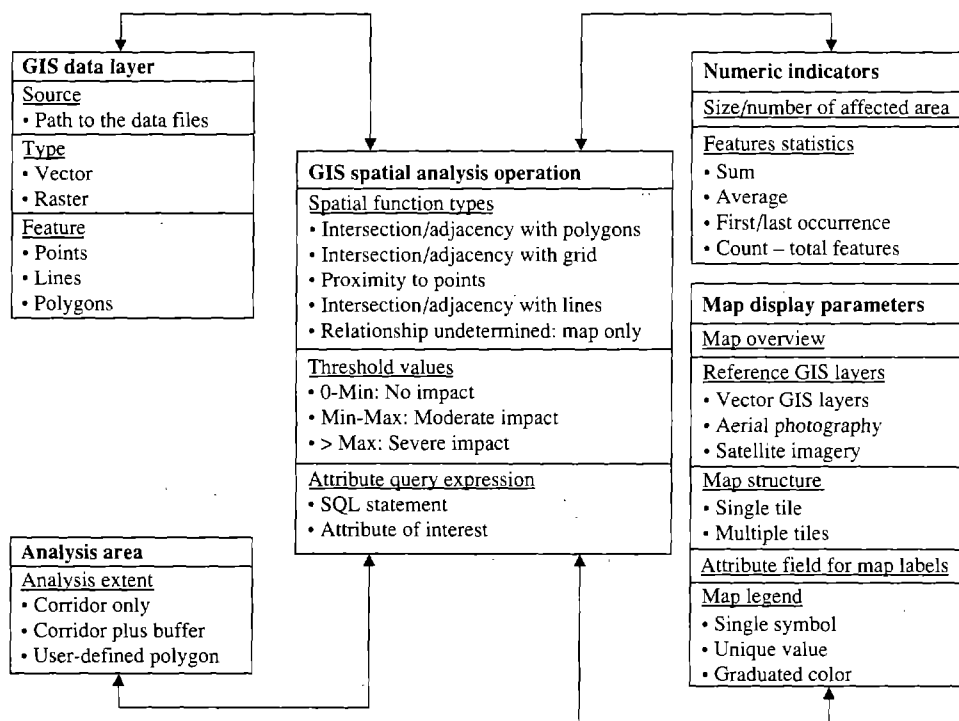 GIS data layer
Source
• Path to the data files
Type
• Vector
• Raster
Feature
• Points
• Lines
• Polygons
GIS spatial analysis operation
Spatial function types
• Intersection/adjacency with polygons
• Intersection/adjacency with grid
• Proximity to points
• Intersection/adjacency with lines
• Relationship undetermined: map only
Threshold values
• 0-Min: No impact
• Min-Max: Moderate impact
• > Max: Severe impact
Attribute query expression
• SQL statement
• Attribute of interest
Analysis area
Analysis extent
• Corridor only
• Corridor plus buffer
• User-defined polygon
Numeric indicators
Size/number of affected area
Features statistics
• Sum
• Average
• First/last occurrence
• Count – total features
Map display parameters
Map overview
Reference GIS layers
• Vector GIS layers
• Aerial photography
• Satellite imagery
Map structure
• Single tile
• Multiple tiles
Attribute field for map labels
Map legend
• Single symbol
• Unique value
• Graduated color